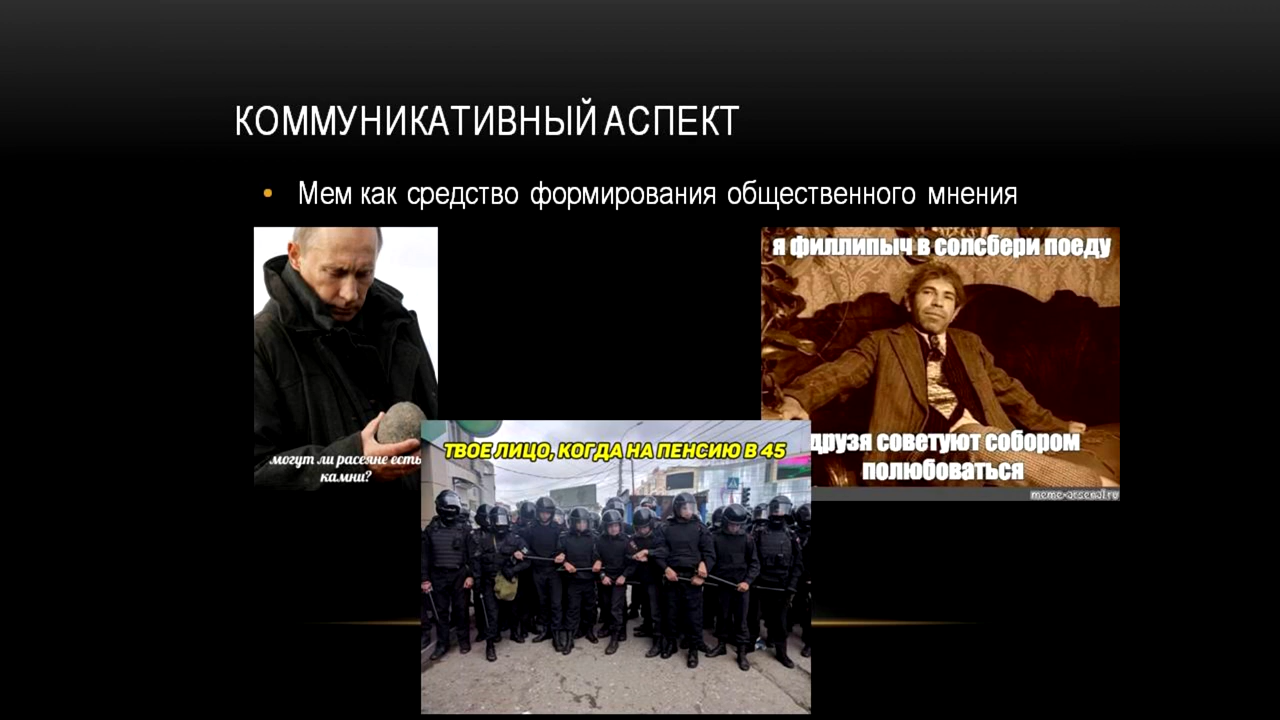 КОММУНИКАТИВНЫЙ АСПЕКТ
• Мем как средство формирования общественного мнения
могут ли расеяне есть
камни?
я филлипыч в солсбери поеду
друзя советуют собором
полюбоваться
meme-arsenal.ru
ТВОЕ ЛИЦО, КОГДА НА ПЕНСИЮ В 45